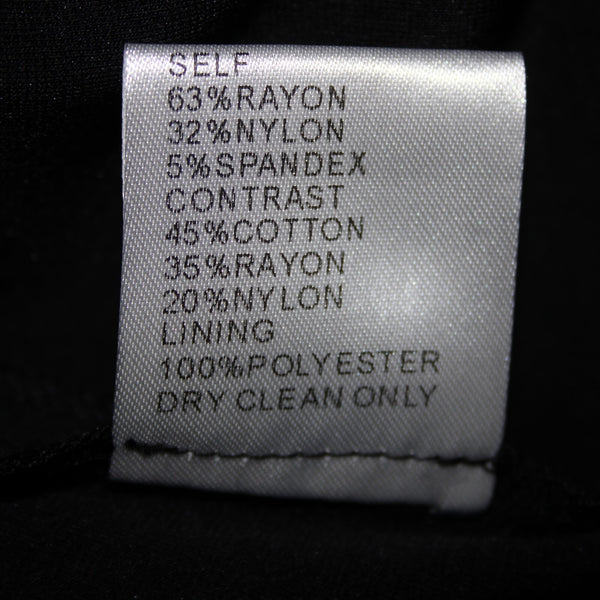 SELF
63%RAYON
32%NYLON
5%SPANDEX
CONTRAST
45%COTTON
35%RAYON
20%NYLON
LINING
100%POLYESTER
DRY CLEAN ONLY